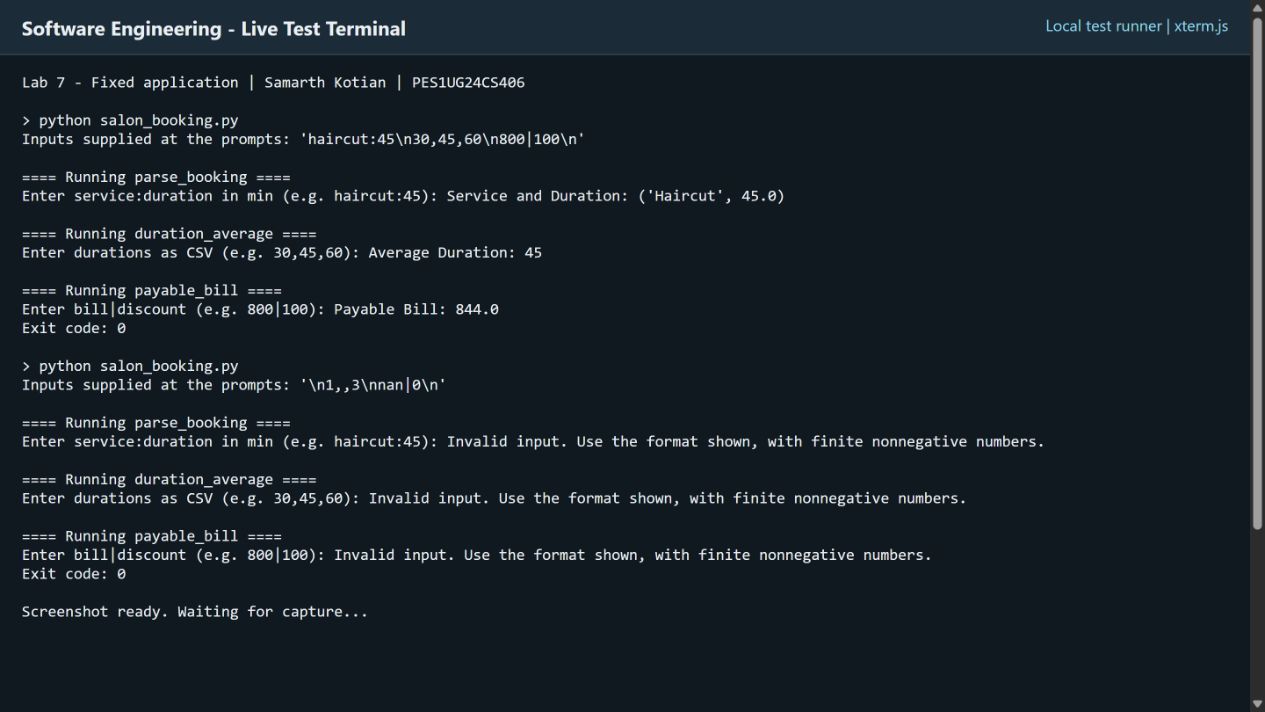 Software Engineering - Live Test Terminal
Local test runner | xterm.js
Lab 7 - Fixed application | Samarth Kotian | PES1UG24CS406
> python salon_booking.py
Inputs supplied at the prompts: 'haircut:45\n30,45,60\n800|100\n'
==== Running parse_booking ====
Enter service:duration in min (e.g. haircut:45): Service and Duration: ('Haircut', 45.0)
==== Running duration_average ====
Enter durations as CSV (e.g. 30,45,60): Average Duration: 45
==== Running payable_bill ====
Enter bill|discount (e.g. 800|100): Payable Bill: 844.0
Exit code: 0
> python salon_booking.py
Inputs supplied at the prompts: '\n1,,3\nnan|0\n'
==== Running parse_booking ====
Enter service:duration in min (e.g. haircut:45): Invalid input. Use the format shown, with finite nonnegative numbers.
==== Running duration_average ====
Enter durations as CSV (e.g. 30,45,60): Invalid input. Use the format shown, with finite nonnegative numbers.
==== Running payable_bill ====
Enter bill|discount (e.g. 800|100): Invalid input. Use the format shown, with finite nonnegative numbers.
Exit code: 0
Screenshot ready. Waiting for capture...